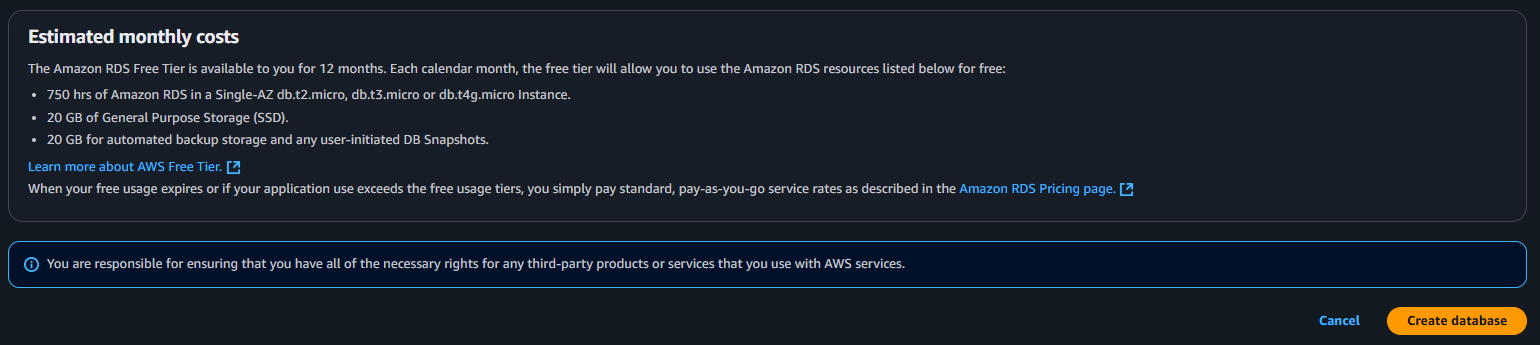 Estimated monthly costs
The Amazon RDS Free Tier is available to you for 12 months. Each calendar month, the free tier will allow you to use the Amazon RDS resources listed below for free:
• 750 hrs of Amazon RDS in a Single-AZ db.t2.micro, db.t3.micro or db.t4g.micro Instance.
• 20 GB of General Purpose Storage (SSD).
• 20 GB for automated backup storage and any user-initiated DB Snapshots.
Learn more about AWS Free Tier.
When your free usage expires or if your application use exceeds the free usage tiers, you simply pay standard, pay-as-you-go service rates as described in the Amazon RDS Pricing page.
You are responsible for ensuring that you have all of the necessary rights for any third-party products or services that you use with AWS services.
Cancel Create database